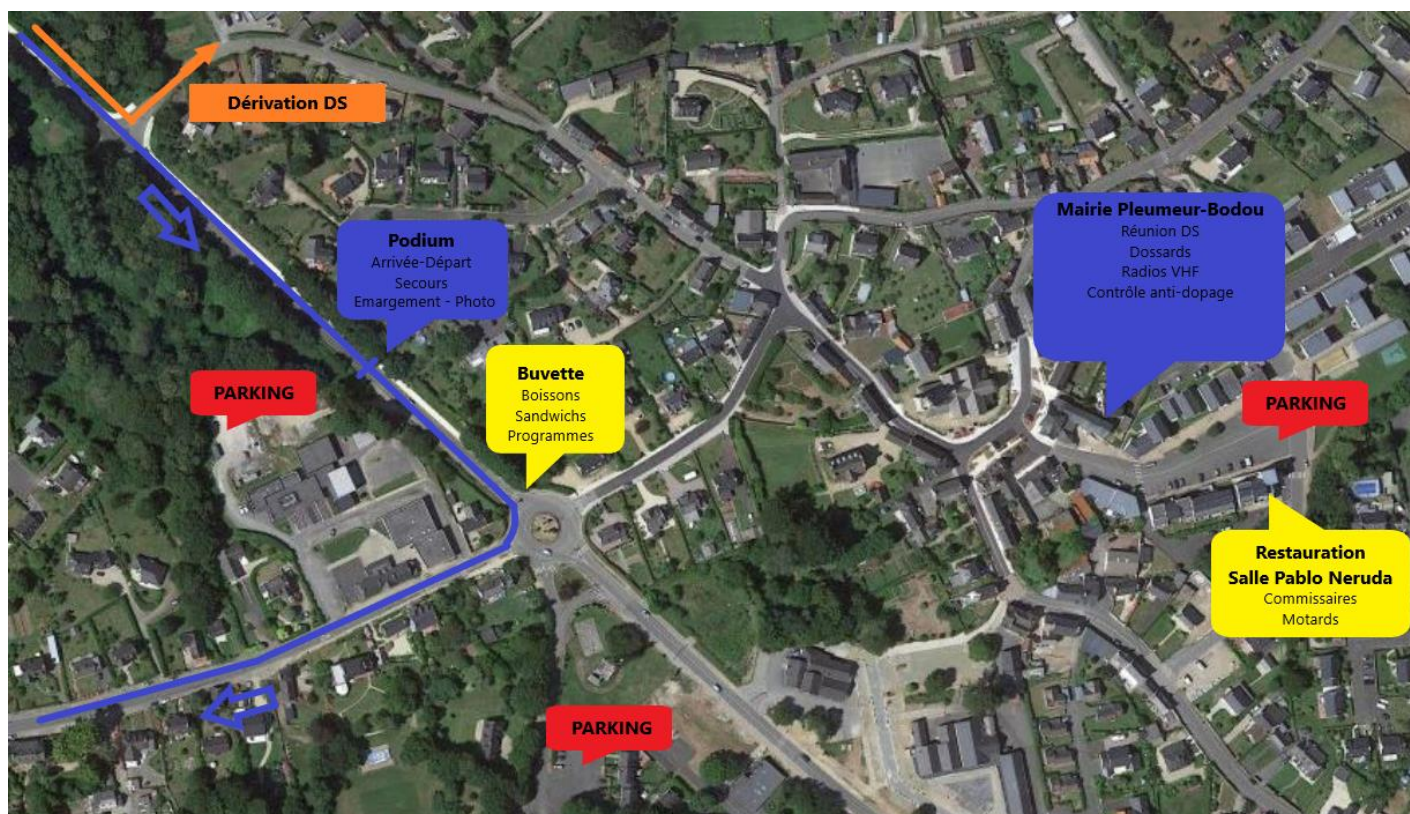 Dérivation DS
Podium
Arrivée-Départ
Secours
Emargement - Photo
Mairie Pleumeur-Bodou
Réunion DS
Dossards
Radios VHF
Contrôle anti-dopage
Buvette
Boissons
Sandwichs
Programmes
PARKING
PARKING
Restauration
Salle Pablo Neruda
Commissaires
Motards
PARKING